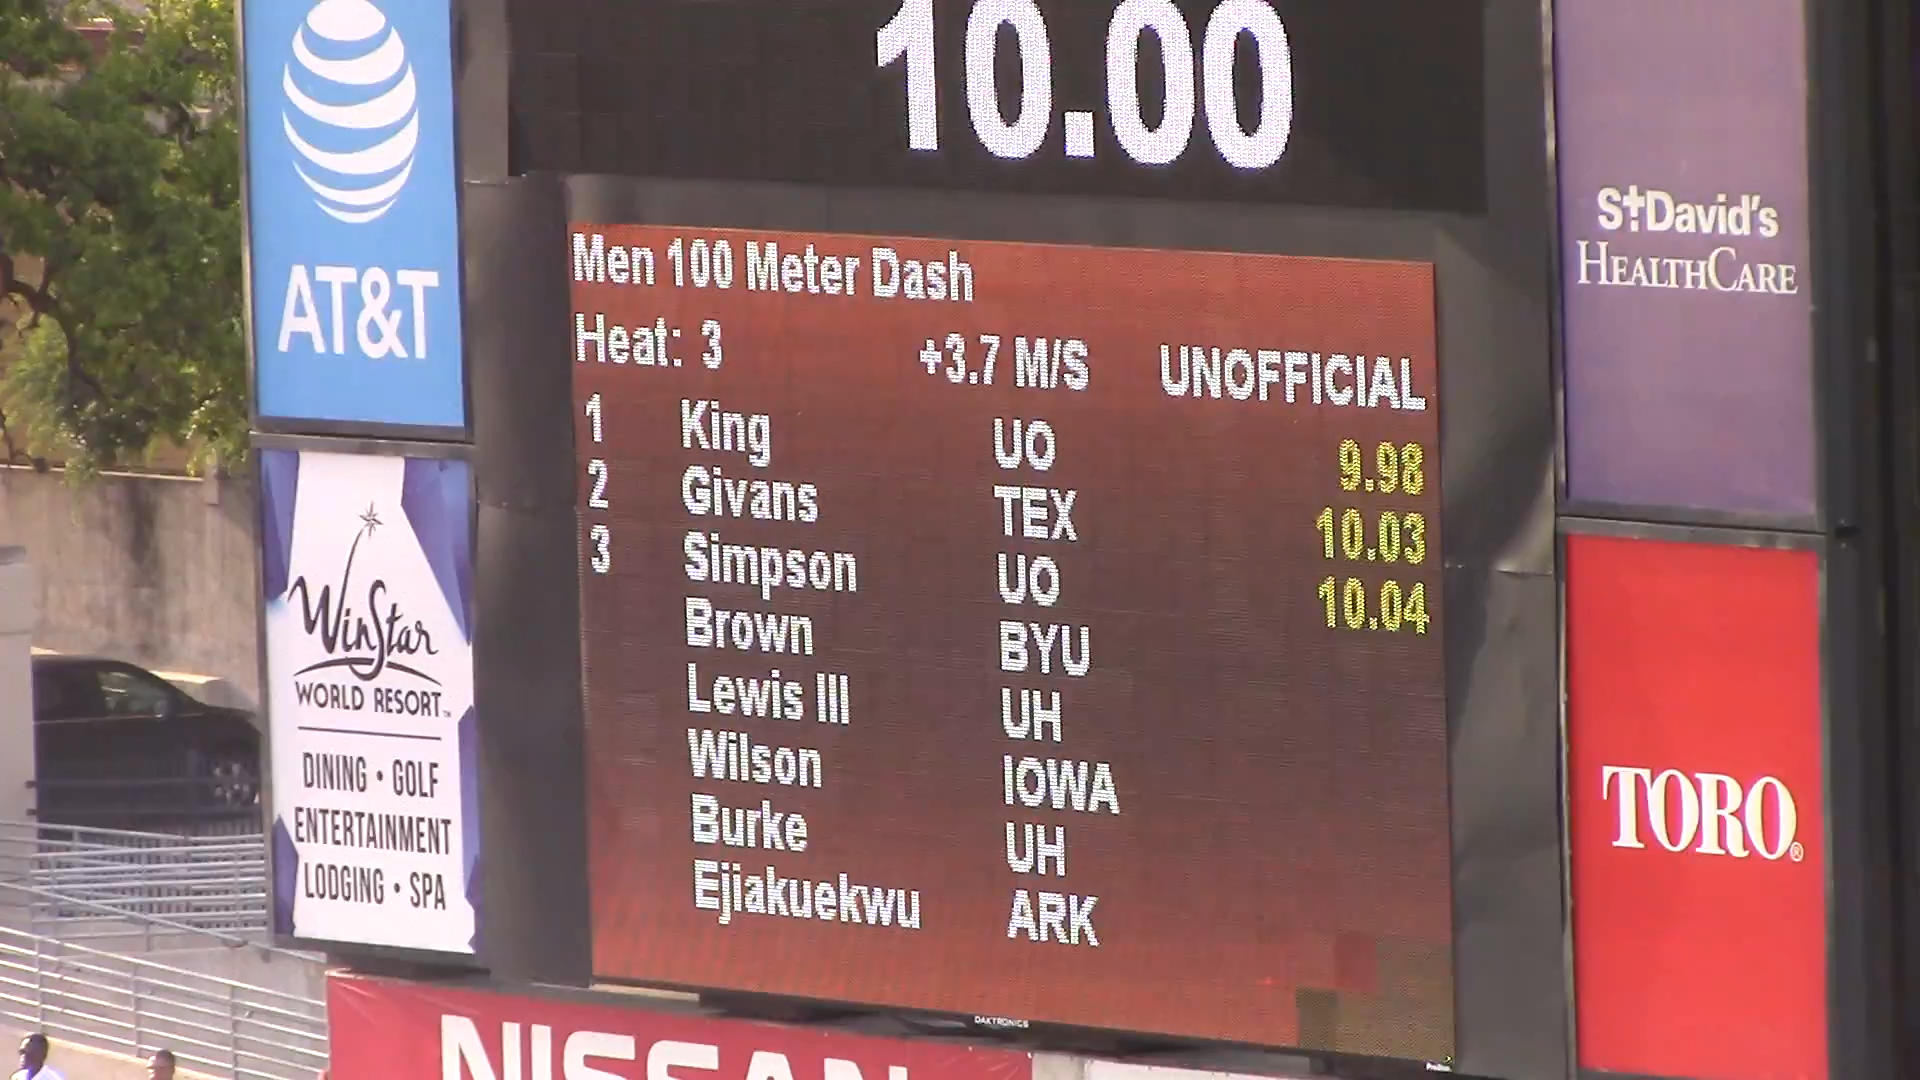 10.00
AT&T
St David's
HEALTHCARE
Men 100 Meter Dash
Heat: 3 +3.7 M/S UNOFFICIAL
1 King UO 9.98
2 Givans TEX 10.03
3 Simpson UO 10.04
Brown BYU
Lewis III UH
Wilson IOWA
Burke UH
Ejiakuekwu ARK
WinStar
WORLD RESORT™
DINING • GOLF
ENTERTAINMENT
LODGING • SPA
TORO®
DAKTRONICS
NISSAN